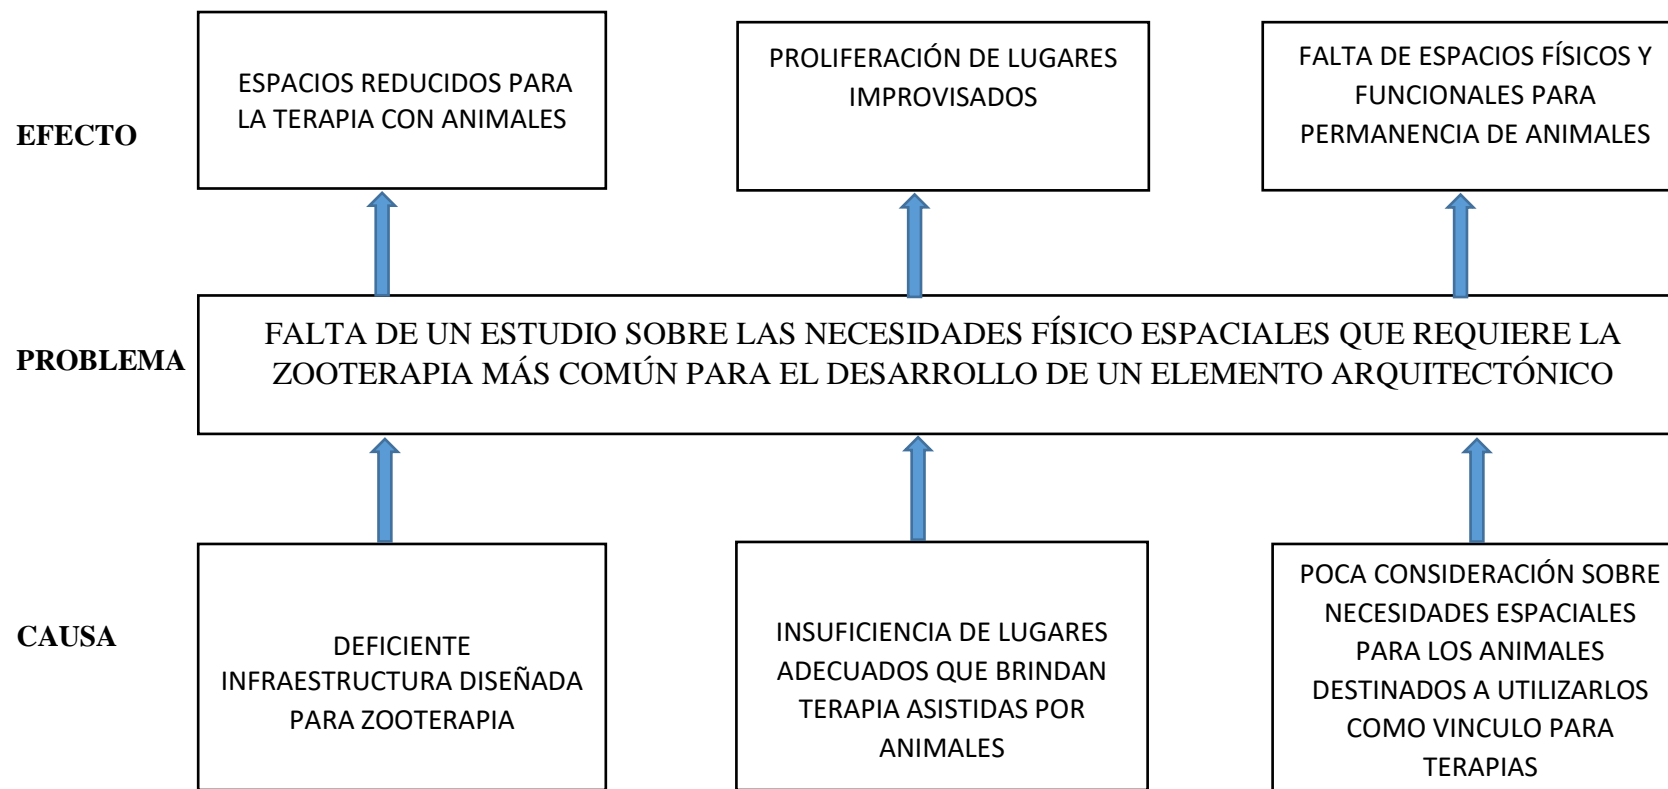 EFECTO
ESPACIOS REDUCIDOS PARA
LA TERAPIA CON ANIMALES
PROLIFERACIÓN DE LUGARES
IMPROVISADOS
FALTA DE ESPACIOS FÍSICOS Y
FUNCIONALES PARA
PERMANENCIA DE ANIMALES
PROBLEMA
FALTA DE UN ESTUDIO SOBRE LAS NECESIDADES FÍSICO ESPACIALES QUE REQUIERE LA
ZOOTERAPIA MÁS COMÚN PARA EL DESARROLLO DE UN ELEMENTO ARQUITECTÓNICO
CAUSA
DEFICIENTE
INFRAESTRUCTURA DISEÑADA
PARA ZOOTERAPIA
INSUFICIENCIA DE LUGARES
ADECUADOS QUE BRINDAN
TERAPIA ASISTIDAS POR
ANIMALES
POCA CONSIDERACIÓN SOBRE
NECESIDADES ESPACIALES
PARA LOS ANIMALES
DESTINADOS A UTILIZARLOS
COMO VINCULO PARA
TERAPIAS